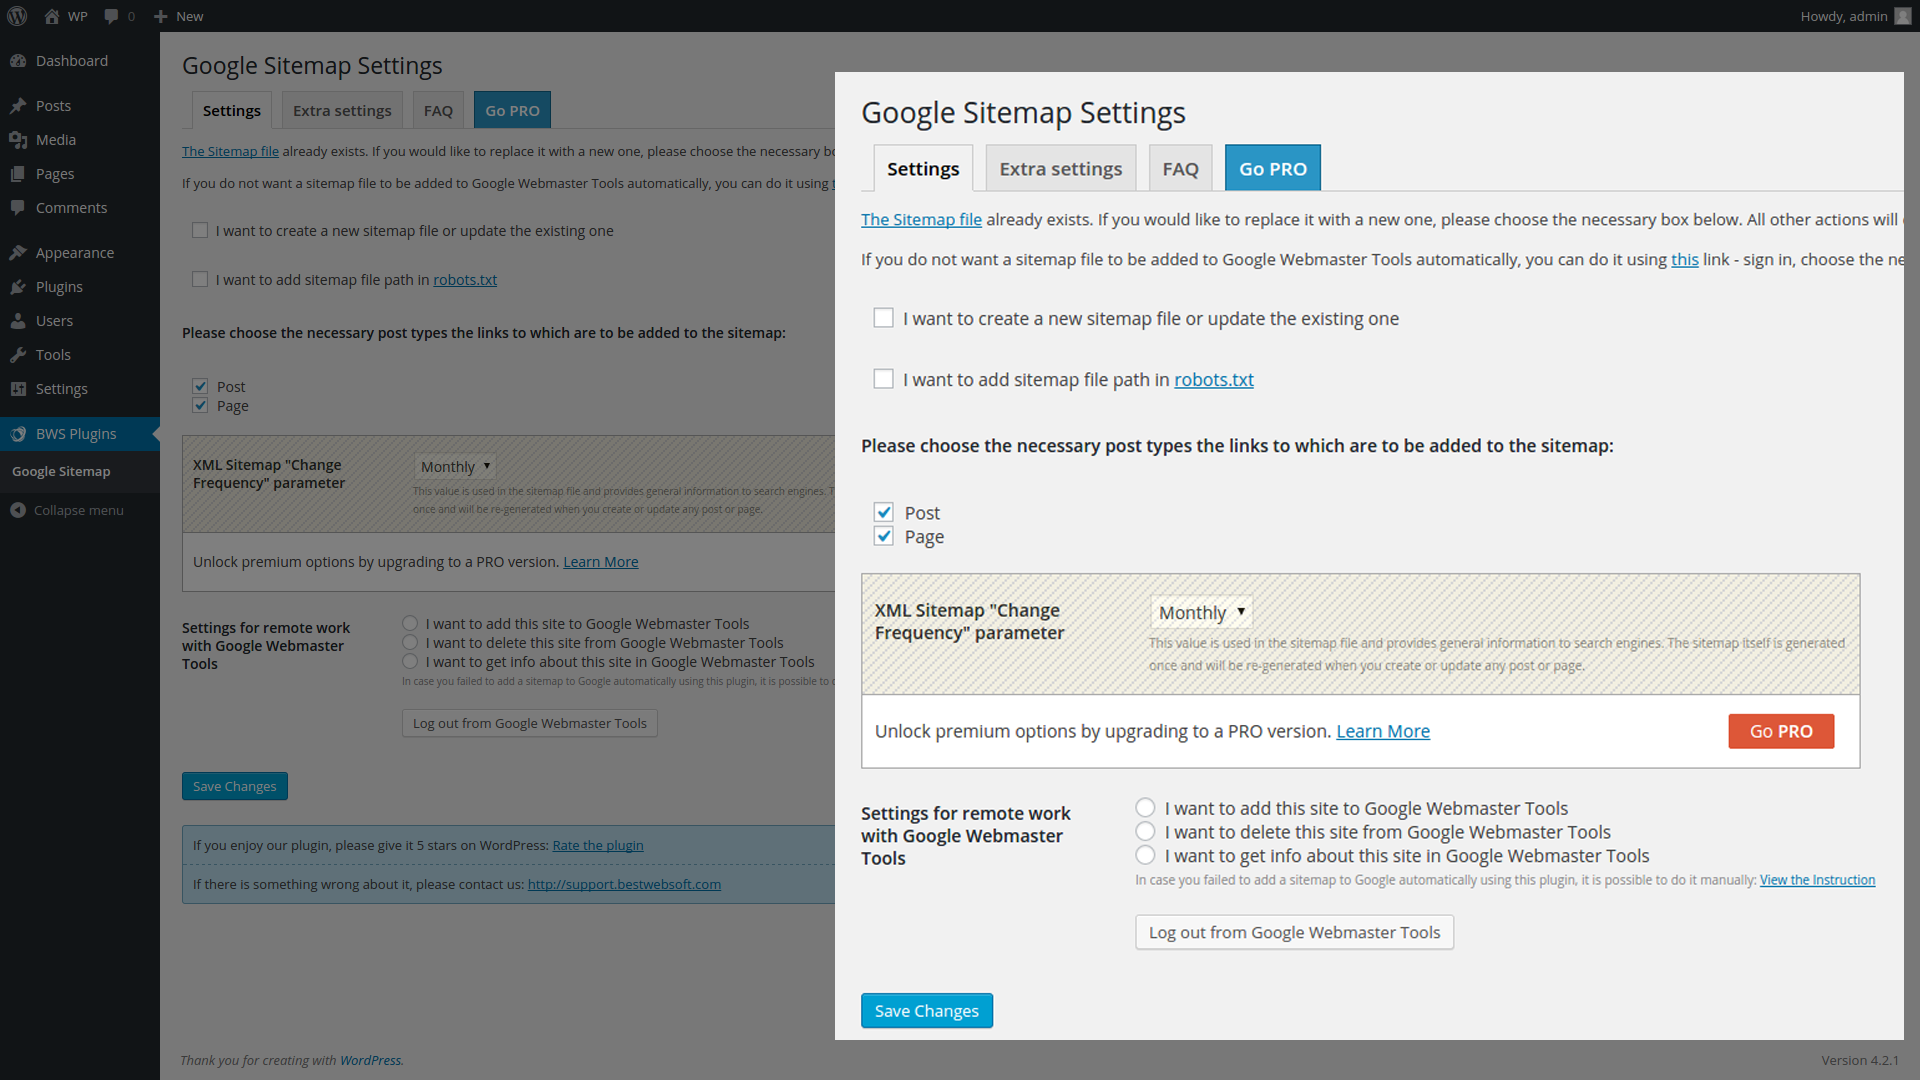 WP
0
New
Howdy, admin
Dashboard
Posts
Media
Pages
Comments
Appearance
Plugins
Users
Tools
Settings
BWS Plugins
Google Sitemap
Collapse menu
Google Sitemap Settings
Settings
Extra settings
FAQ
Go PRO
The Sitemap file already exists. If you would like to replace it with a new one, please choose the necessary
If you do not want a sitemap file to be added to Google Webmaster Tools automatically, you can do it using
I want to create a new sitemap file or update the existing one
I want to add sitemap file path in robots.txt
Please choose the necessary post types the links to which are to be added to the sitemap:
Post
Page
XML Sitemap "Change
Frequency" parameter
Monthly
This value is used in the sitemap file and provides general information to search engines.
once and will be re-generated when you create or update any post or page.
Unlock premium options by upgrading to a PRO version. Learn More
Settings for remote work
with Google Webmaster
Tools
I want to add this site to Google Webmaster Tools
I want to delete this site from Google Webmaster Tools
I want to get info about this site in Google Webmaster Tools
In case you failed to add a sitemap to Google automatically using this plugin, it is possible to
Log out from Google Webmaster Tools
Save Changes
If you enjoy our plugin, please give it 5 stars on WordPress: Rate the plugin
If there is something wrong about it, please contact us: http://support.bestwebsoft.com
Thank you for creating with WordPress.
Version 4.2.1
Google Sitemap Settings
Settings
Extra settings
FAQ
Go PRO
The Sitemap file already exists. If you would like to replace it with a new one, please choose the necessary box below. All other actions will
If you do not want a sitemap file to be added to Google Webmaster Tools automatically, you can do it using this link - sign in, choose the
I want to create a new sitemap file or update the existing one
I want to add sitemap file path in robots.txt
Please choose the necessary post types the links to which are to be added to the sitemap:
Post
Page
XML Sitemap "Change
Frequency" parameter
Monthly
This value is used in the sitemap file and provides general information to search engines. The sitemap itself is generated
once and will be re-generated when you create or update any post or page.
Unlock premium options by upgrading to a PRO version. Learn More
Go PRO
Settings for remote work
with Google Webmaster
Tools
I want to add this site to Google Webmaster Tools
I want to delete this site from Google Webmaster Tools
I want to get info about this site in Google Webmaster Tools
In case you failed to add a sitemap to Google automatically using this plugin, it is possible to do it manually: View the Instruction
Log out from Google Webmaster Tools
Save Changes